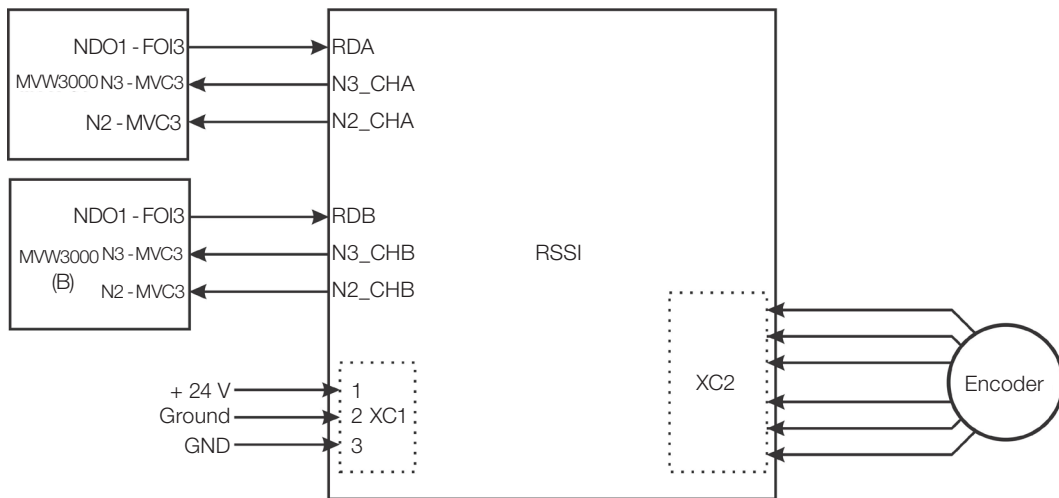 NDO1 - FOI3
MVW3000 N3 - MVC3
N2 - MVC3
RDA
N3_CHA
N2_CHA
NDO1 - FOI3
MVW3000 N3 - MVC3
(B)
N2 - MVC3
RDB
N3_CHB
N2_CHB
RSSI
+ 24 V
Ground
GND
1
2 XC1
3
XC2
Encoder